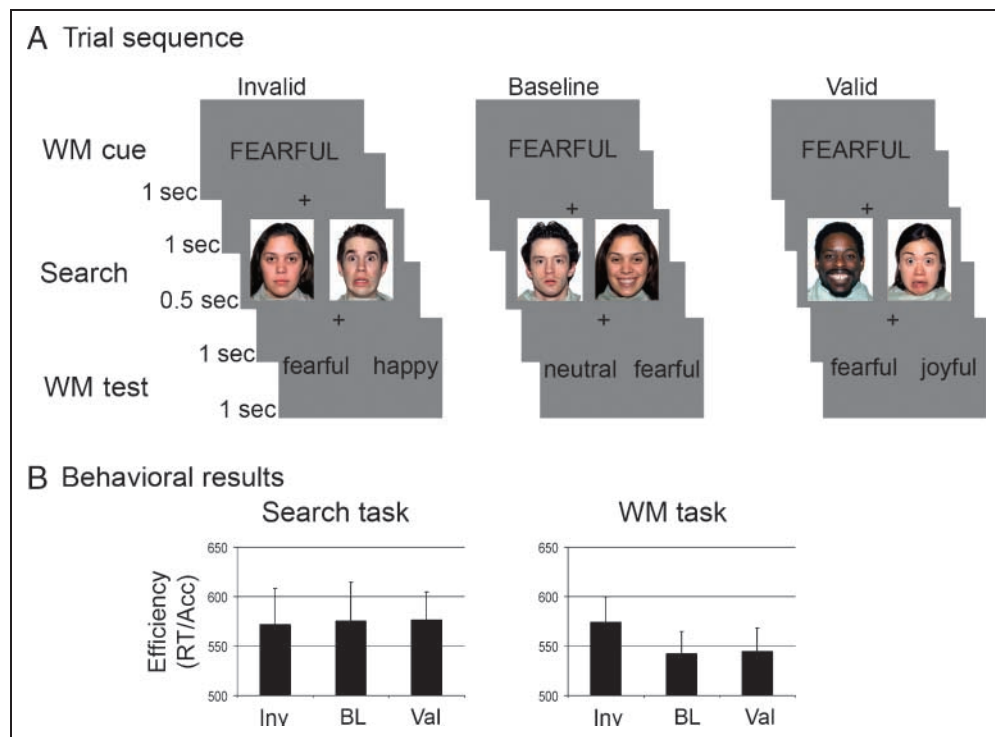 A Trial sequence
Invalid Baseline Valid
WM cue FEARFUL FEARFUL FEARFUL
1 sec
+ + +
1 sec
Search
0.5 sec
+ + +
1 sec
fearful happy neutral fearful fearful joyful
WM test
1 sec
B Behavioral results
Search task WM task
Efficiency
(RT/Acc)
650 650
600 600
550 550
500 500
Inv BL Val Inv BL Val